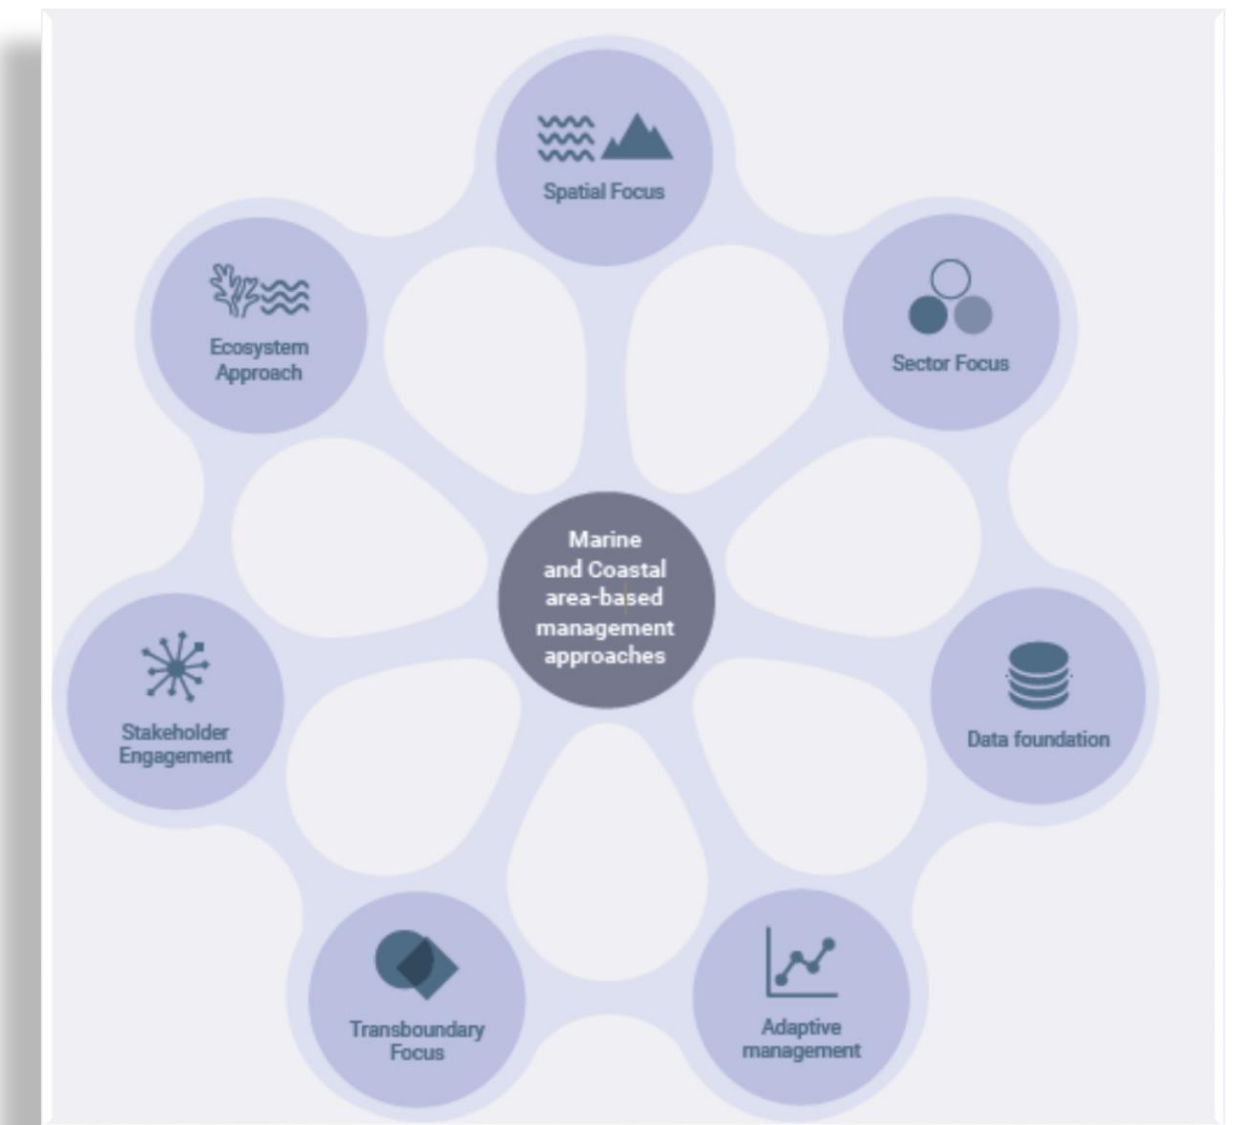 Spatial Focus
Sector Focus
Ecosystem
Approach
Marine
and Coastal
area-based
management
approaches
Stakeholder
Engagement
Data foundation
Transboundary
Focus
Adaptive
management